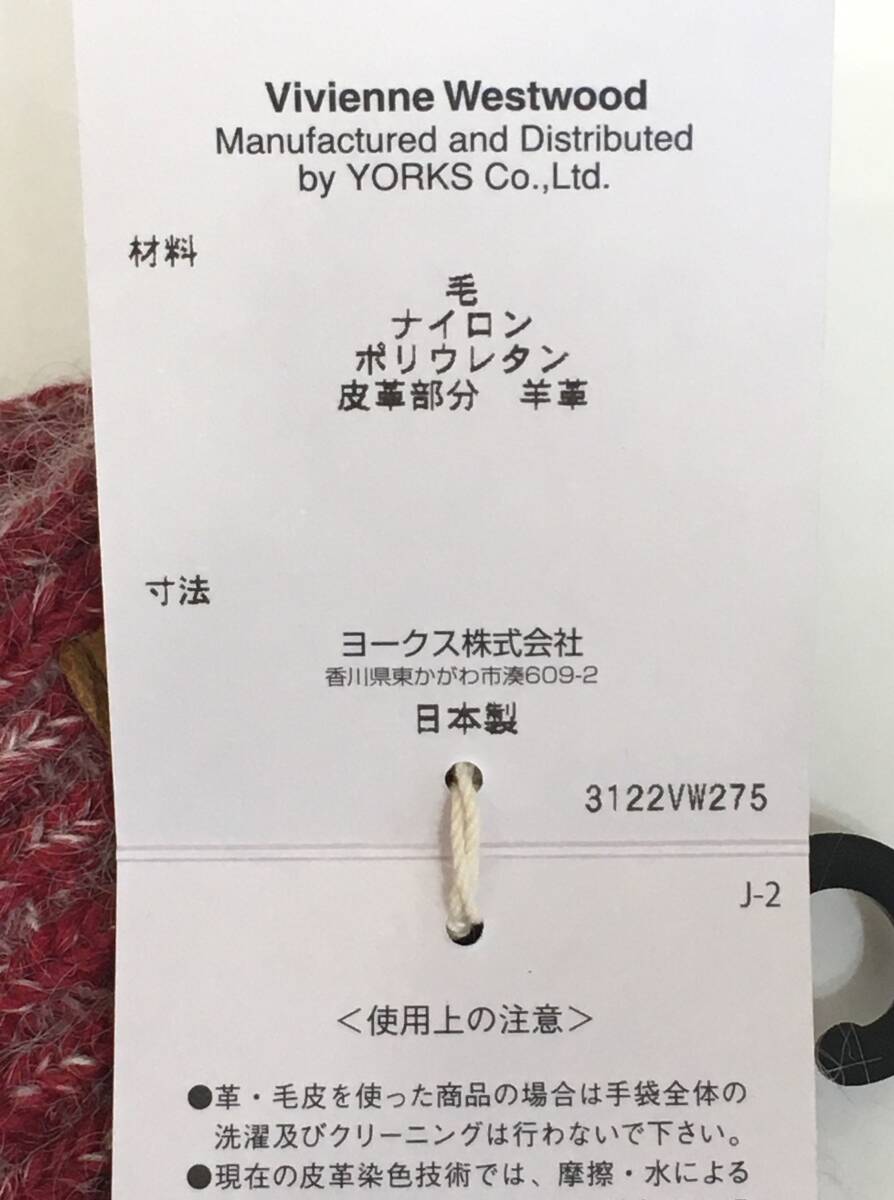 Vivienne Westwood
Manufactured and Distributed
by YORKS Co.,Ltd.
材料
毛
ナイロン
ポリウレタン
皮革部分　羊革
寸法
ヨークス株式会社
香川県東かがわ市湊609-2
日本製
3122VW275
J-2
＜使用上の注意＞
●革・毛皮を使った商品の場合は手袋全体の
洗濯及びクリーニングは行わないで下さい。
●現在の皮革染色技術では、摩擦・水による